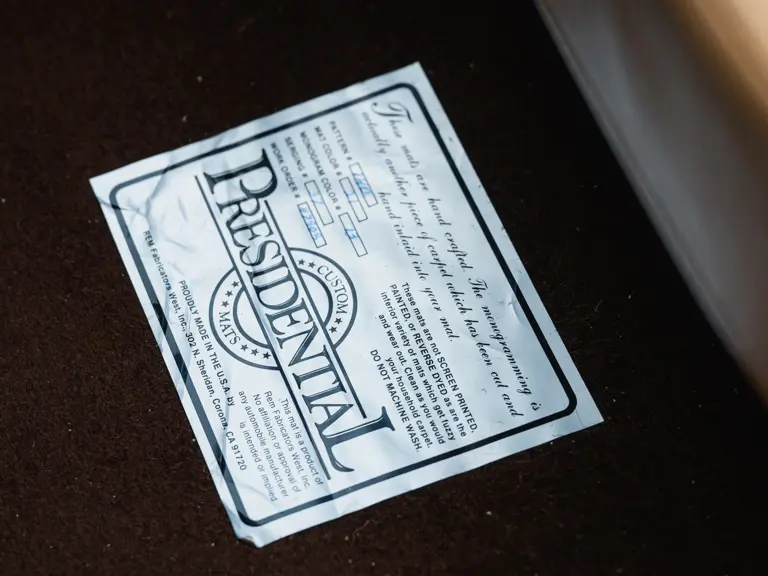 These mats are hand crafted. The monogramming is
actually another piece of carpet which has been cut and
hand inlaid into your mat.
PATTERN #
MAT COLOR #
MONOGRAM COLOR #
SERGING #
WORK ORDER #
These mats are not SCREEN PRINTED,
PAINTED, or REVERSE DYED as are the
inferior variety of mats which get fuzzy
and wear out. Clean as you would
your household carpet.
DO NOT MACHINE WASH.
PRESIDENTIAL
CUSTOM
MATS
This mat is a product of
Rem Fabricators West, Inc.
No affiliation or approval of
any automobile manufacturer
is intended or implied
PROUDLY MADE IN THE U.S.A. by
REM Fabricators West, Inc., 302 N. Sheridan, Corona, CA 91720